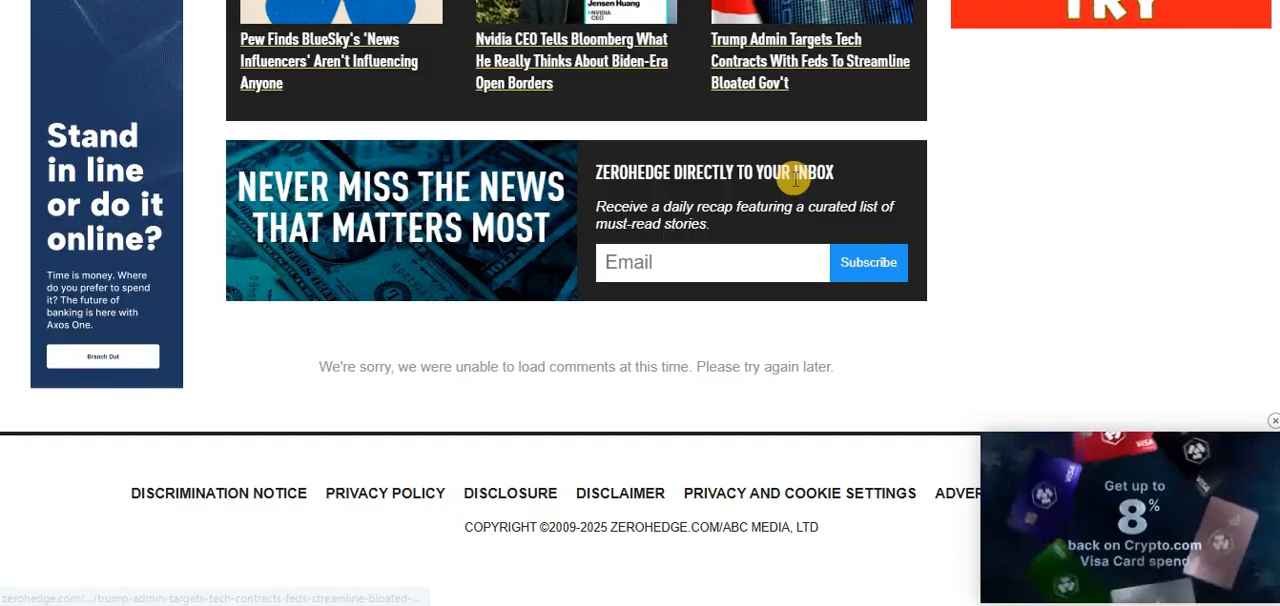 Jensen Huang
NVIDIA
CEO
TRY
Pew Finds BlueSky's 'News
Influencers' Aren't Influencing
Anyone
Nvidia CEO Tells Bloomberg What
He Really Thinks About Biden-Era
Open Borders
Trump Admin Targets Tech
Contracts With Feds To Streamline
Bloated Gov't
Stand
in line
or do it
online?
Time is money. Where
do you prefer to spend
it? The future of
banking is here with
Axos One.
Branch Out
NEVER MISS THE NEWS
THAT MATTERS MOST
ZEROHEDGE DIRECTLY TO YOUR INBOX
Receive a daily recap featuring a curated list of
must-read stories.
Email
Subscribe
We're sorry, we were unable to load comments at this time. Please try again later.
DISCRIMINATION NOTICE PRIVACY POLICY DISCLOSURE DISCLAIMER PRIVACY AND COOKIE SETTINGS ADVER
COPYRIGHT ©2009-2025 ZEROHEDGE.COM/ABC MEDIA, LTD
VISA
VISA
Get up to
8%
back on Crypto.com
Visa Card spend
zerohedge.com/.../trump-admin-targets-tech-contracts-feds-streamline-bloated-...